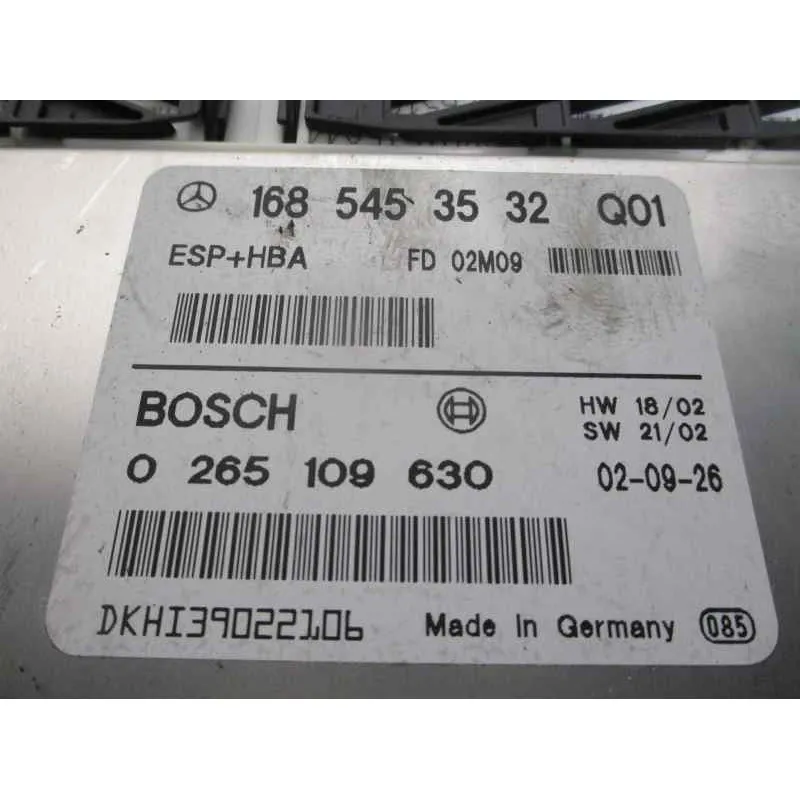 168 545 35 32 Q01
ESP+HBA FD 02M09
BOSCH HW 18/02
SW 21/02
0 265 109 630 02-09-26
DKHI39022106 Made In Germany 085